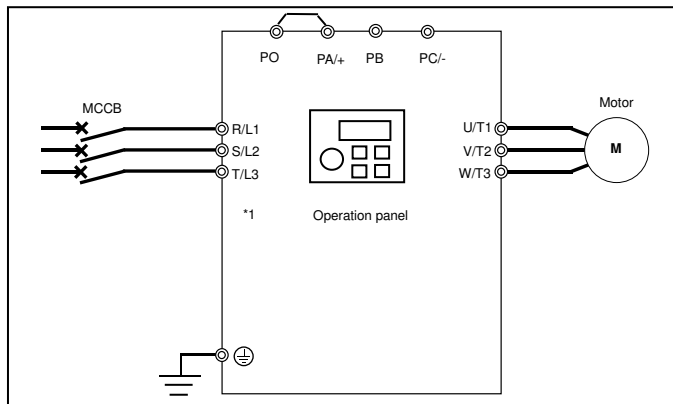 PO PA/+ PB PC/-
MCCB
Motor
R/L1 U/T1
S/L2 V/T2 M
T/L3 W/T3
*1 Operation panel